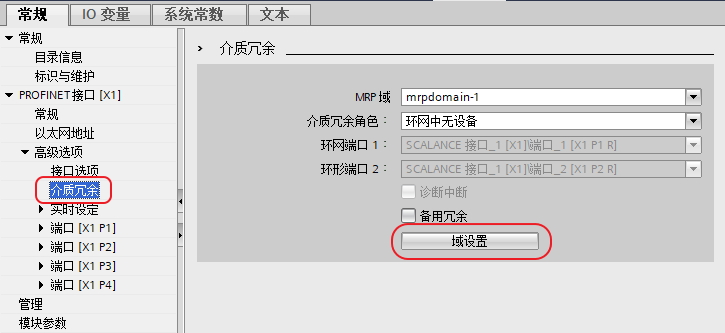 常规
IO 变量
系统常数
文本
常规
目录信息
标识与维护
PROFINET接口 [X1]
常规
以太网地址
高级选项
接口选项
介质冗余
实时设定
端口 [X1 P1]
端口 [X1 P2]
端口 [X1 P3]
端口 [X1 P4]
管理
模块参数
介质冗余
MRP 域
mrpdomain-1
介质冗余角色：
环网中无设备
环网端口 1：
SCALANCE 接口_1 [X1]\端口_1 [X1 P1 R]
环形端口 2：
SCALANCE 接口_1 [X1]\端口_2 [X1 P2 R]
诊断中断
备用冗余
域设置